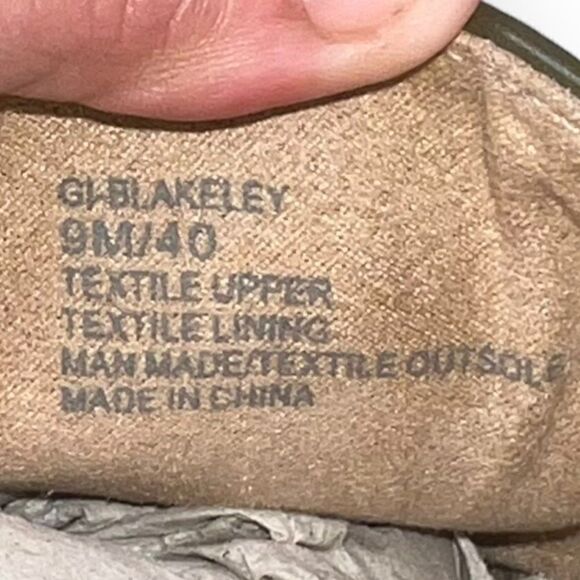 GI-BLAKELEY
9M/40
TEXTILE UPPER
TEXTILE LINING
MAN MADE/TEXTILE OUTSOLE
MADE IN CHINA